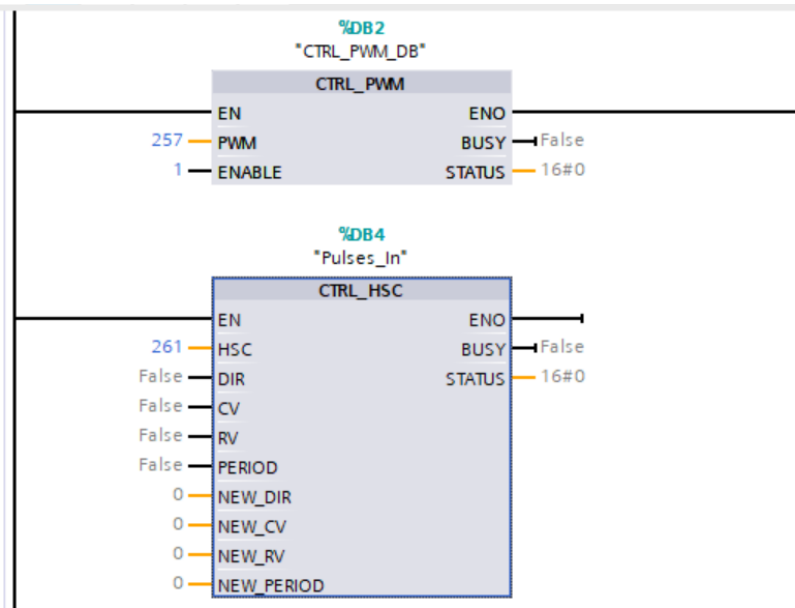 %DB2
"CTRL_PWM_DB"
CTRL_PWM
EN ENO
257 PWM BUSY False
1 ENABLE STATUS 16#0
%DB4
"Pulses_In"
CTRL_HSC
EN ENO
261 HSC BUSY False
False DIR STATUS 16#0
False CV
False RV
False PERIOD
0 NEW_DIR
0 NEW_CV
0 NEW_RV
0 NEW_PERIOD